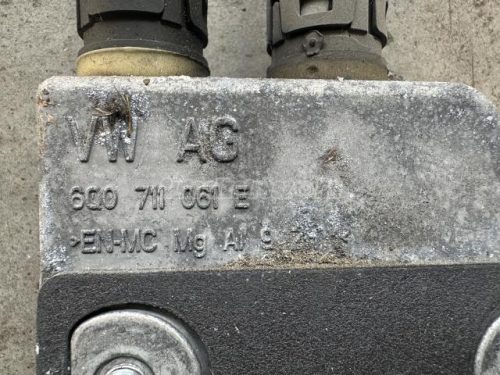 VW AG
6Q0 711 061 E
>EN-MC Mg Al 9